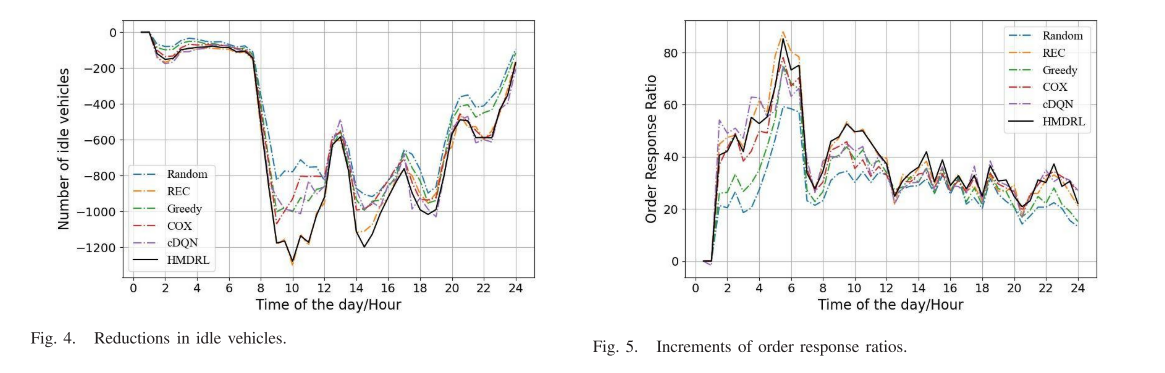 Number of idle vehicles
0
−200
−400
−600
−800
−1000
−1200
Random
REC
Greedy
COX
cDQN
HMDRL
0 2 4 6 8 10 12 14 16 18 20 22 24
Time of the day/Hour
Fig. 4. Reductions in idle vehicles.
Order Response Ratio
80
60
40
20
0
Random
REC
Greedy
COX
cDQN
HMDRL
0 2 4 6 8 10 12 14 16 18 20 22 24
Time of the day/Hour
Fig. 5. Increments of order response ratios.